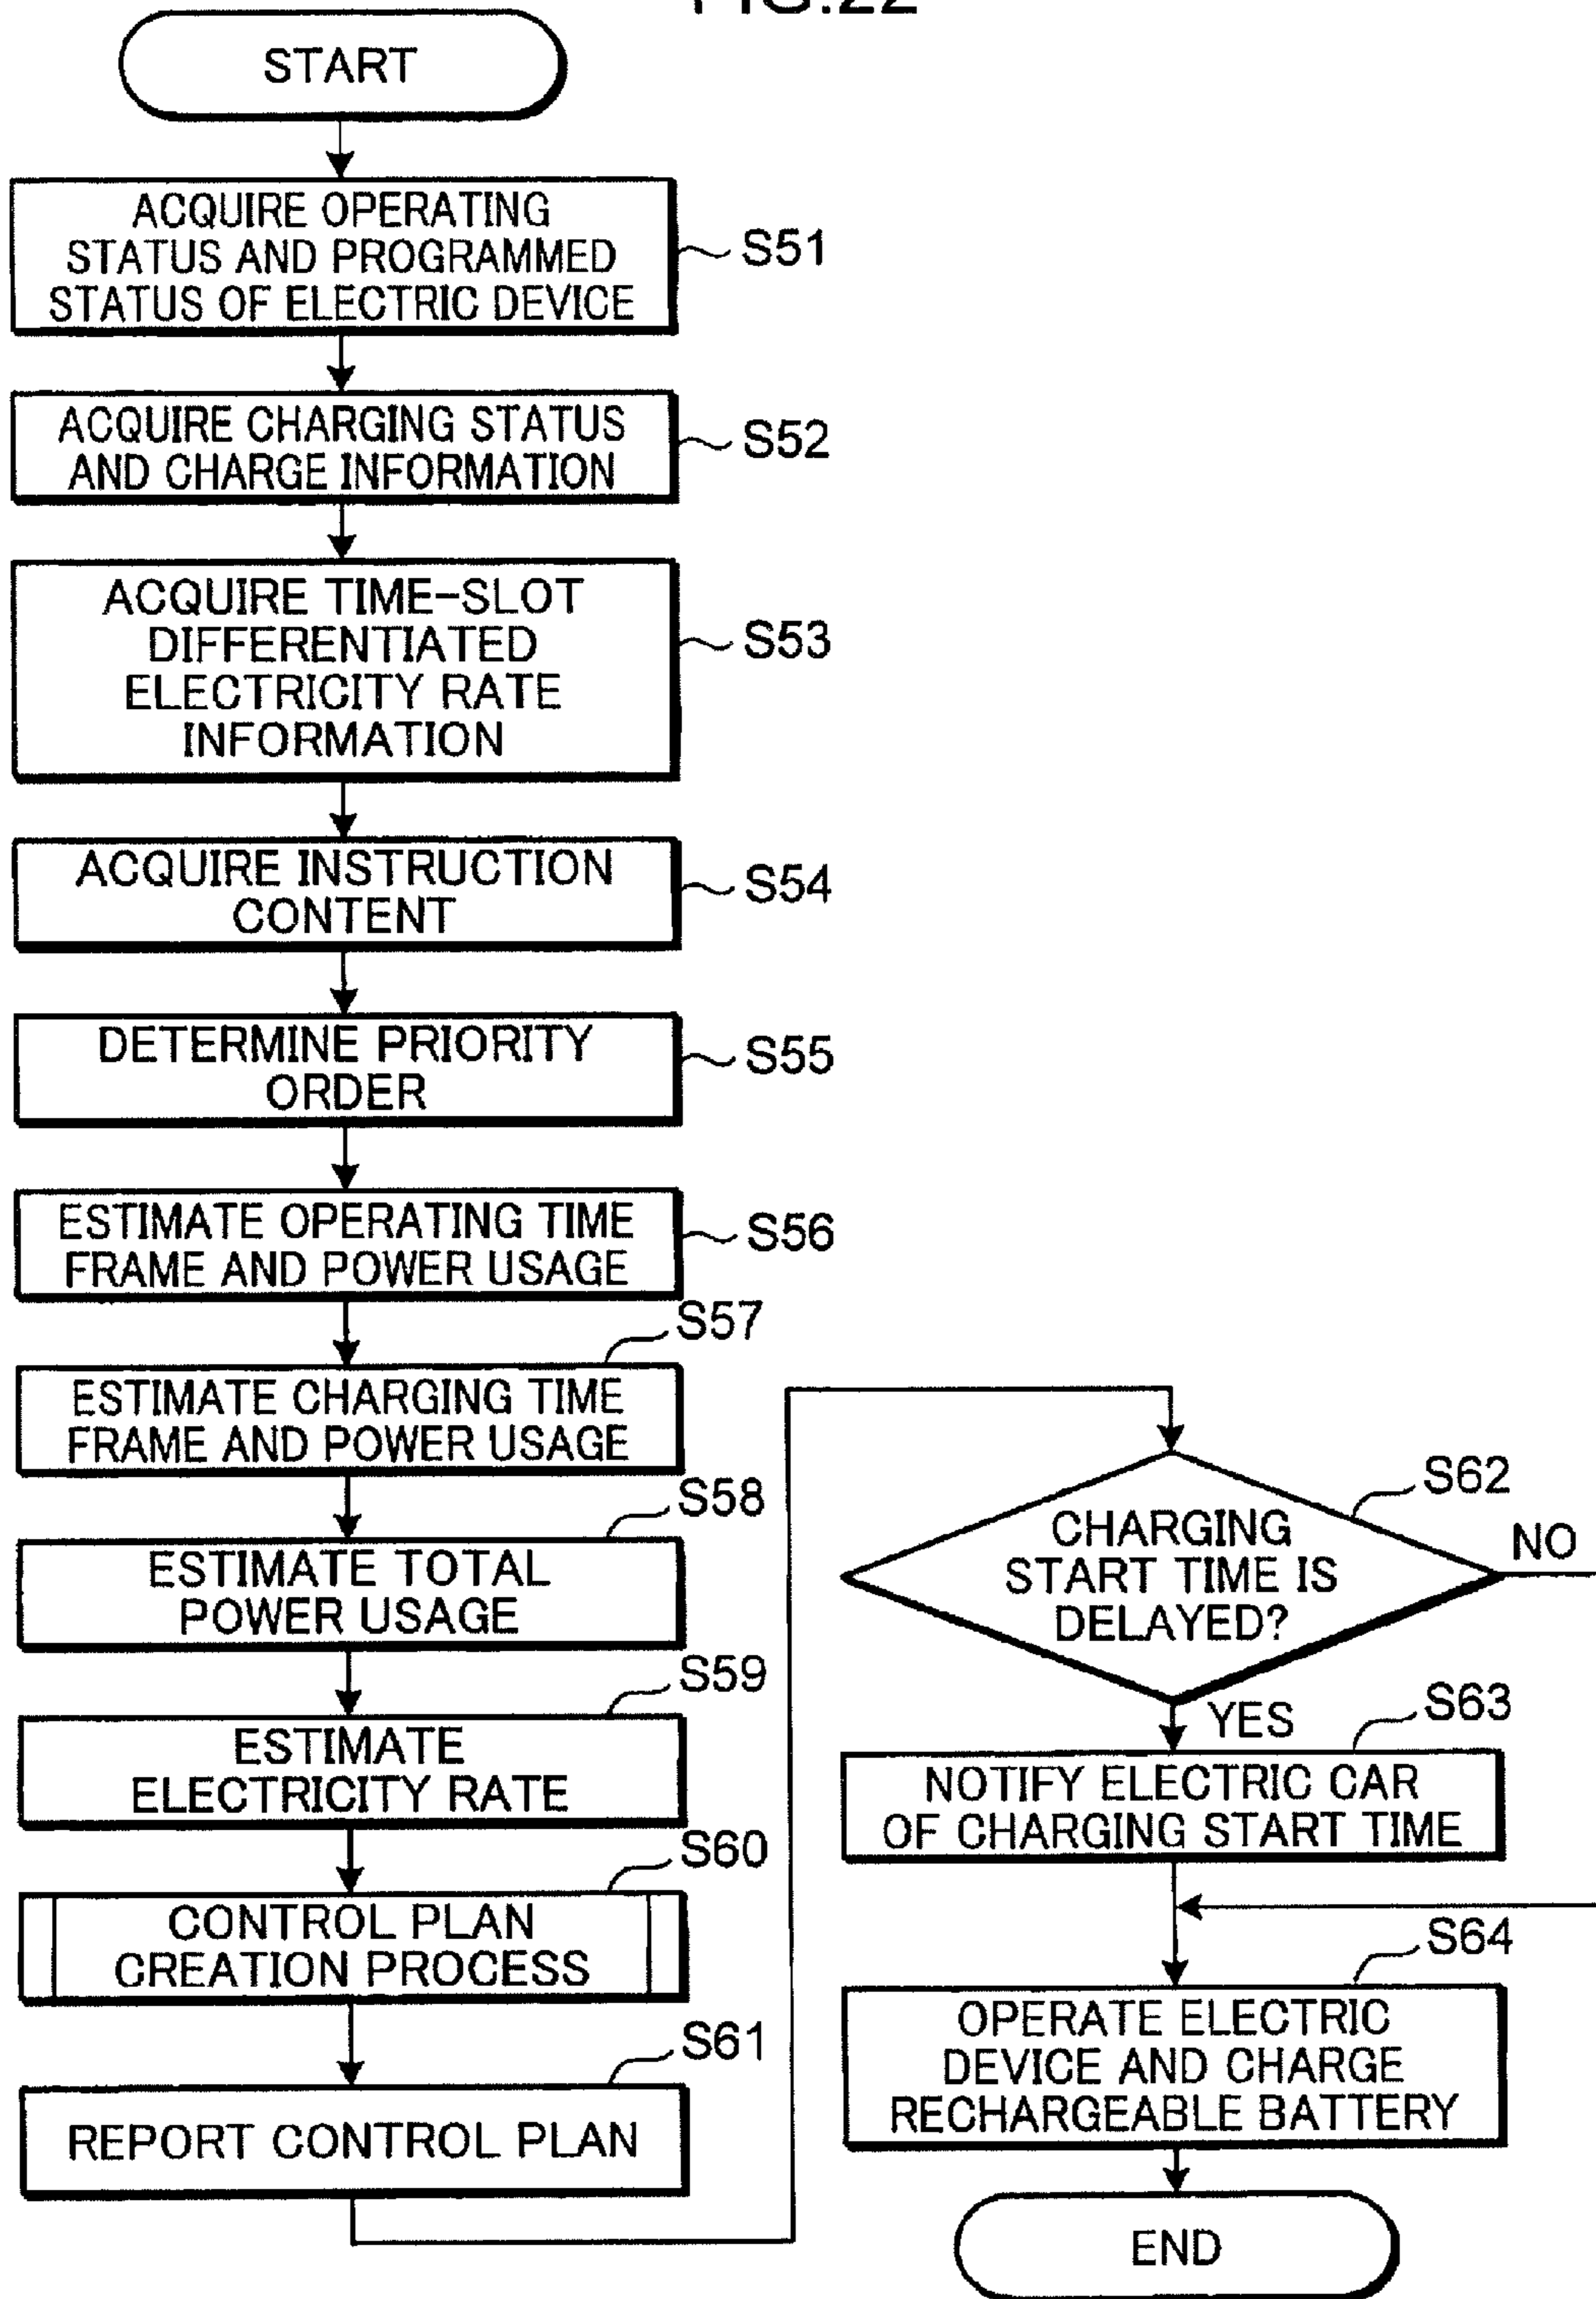 FIG.22
START
ACQUIRE OPERATING
STATUS AND PROGRAMMED
STATUS OF ELECTRIC DEVICE
S51
ACQUIRE CHARGING STATUS
AND CHARGE INFORMATION
S52
ACQUIRE TIME-SLOT
DIFFERENTIATED
ELECTRICITY RATE
INFORMATION
S53
ACQUIRE INSTRUCTION
CONTENT
S54
DETERMINE PRIORITY
ORDER
S55
ESTIMATE OPERATING TIME
FRAME AND POWER USAGE
S56
S57
ESTIMATE CHARGING TIME
FRAME AND POWER USAGE
S58
ESTIMATE TOTAL
POWER USAGE
S59
ESTIMATE
ELECTRICITY RATE
S60
CONTROL PLAN
CREATION PROCESS
S61
REPORT CONTROL PLAN
S62
CHARGING
START TIME IS
DELAYED?
NO
YES
S63
NOTIFY ELECTRIC CAR
OF CHARGING START TIME
S64
OPERATE ELECTRIC
DEVICE AND CHARGE
RECHARGEABLE BATTERY
END